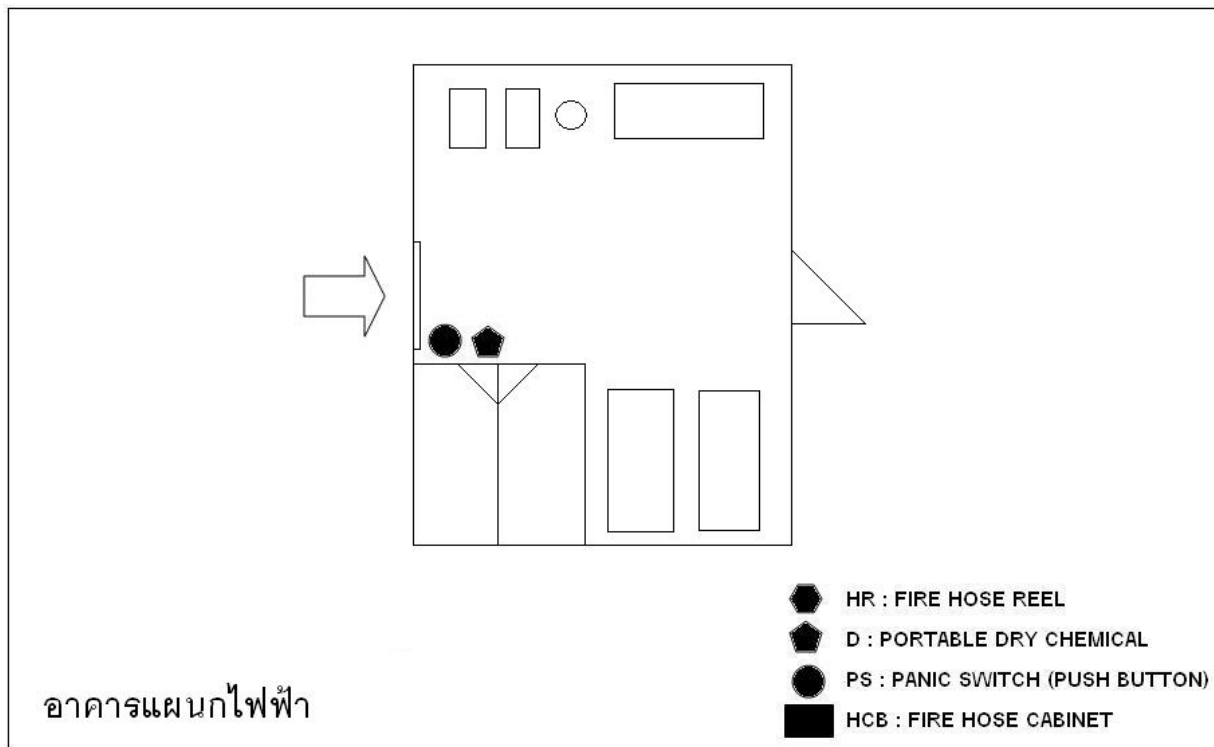 HR : FIRE HOSE REEL
D : PORTABLE DRY CHEMICAL
PS : PANIC SWITCH (PUSH BUTTON)
HCB : FIRE HOSE CABINET
อาคารแผนกไฟฟ้า